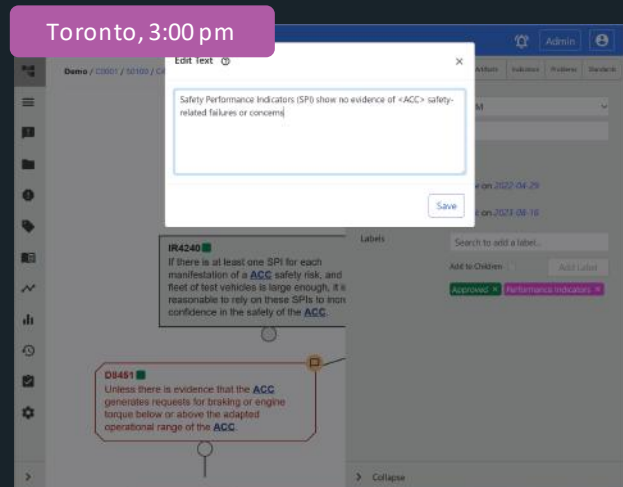 Toronto, 3:00 pm
Admin
Edit Text
×
Demo / C0001 / S0100 /
Safety Performance Indicators (SPI) show no evidence of <ACC> safety-
related failures or concerns
Save
on 2022-04-29
on 2023-08-16
Labels
Search to add a label...
Add to Children
Add Label
Approved ×
Performance Indicators ×
IR4240
If there is at least one SPI for each
manifestation of a ACC safety risk, and
fleet of test vehicles is large enough, it i
reasonable to rely on these SPIs to
confidence in the safety of the ACC.
D8451
Unless there is evidence that the ACC
generates requests for braking or engine
torque below or above the adapted
operational range of the ACC.
Collapse